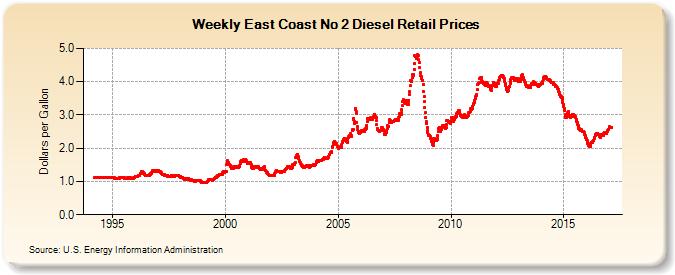 Weekly East Coast No 2 Diesel Retail Prices
Dollars per Gallon
5.0
4.0
3.0
2.0
1.0
0.0
1995 2000 2005 2010 2015
Source: U.S. Energy Information Administration